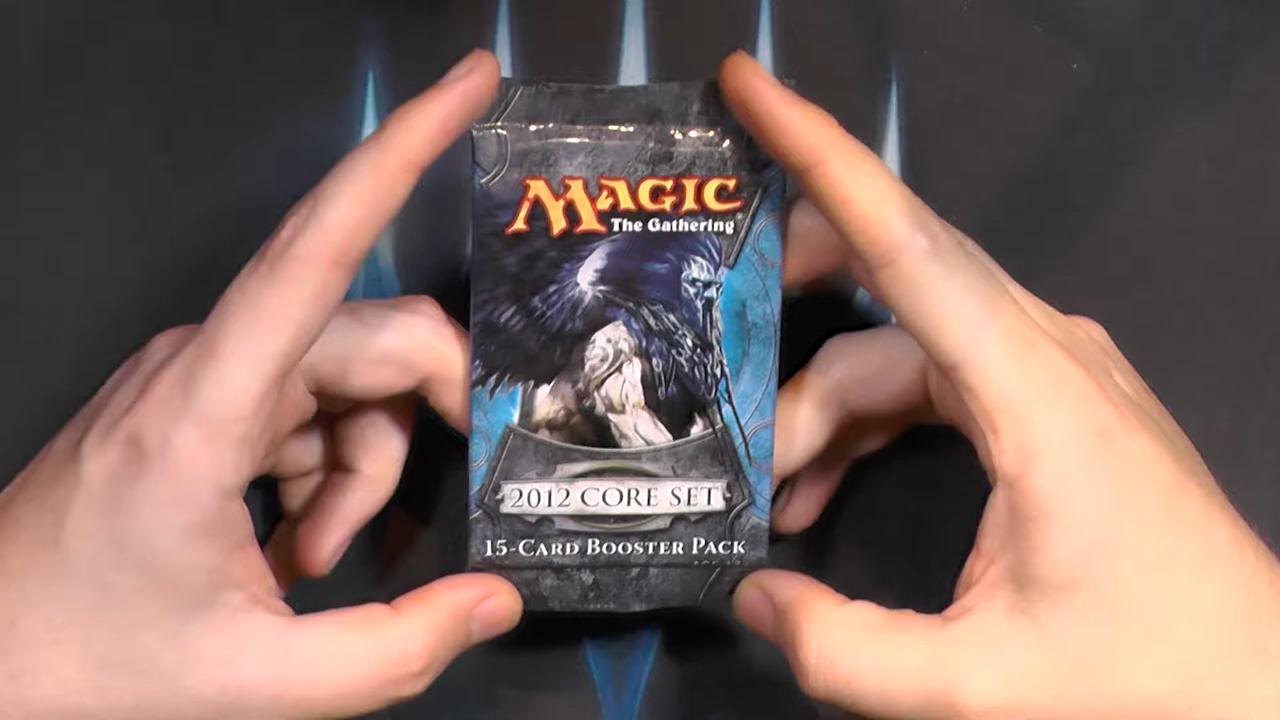 MAGIC
The Gathering®
2012 CORE SET
15-CARD BOOSTER PACK